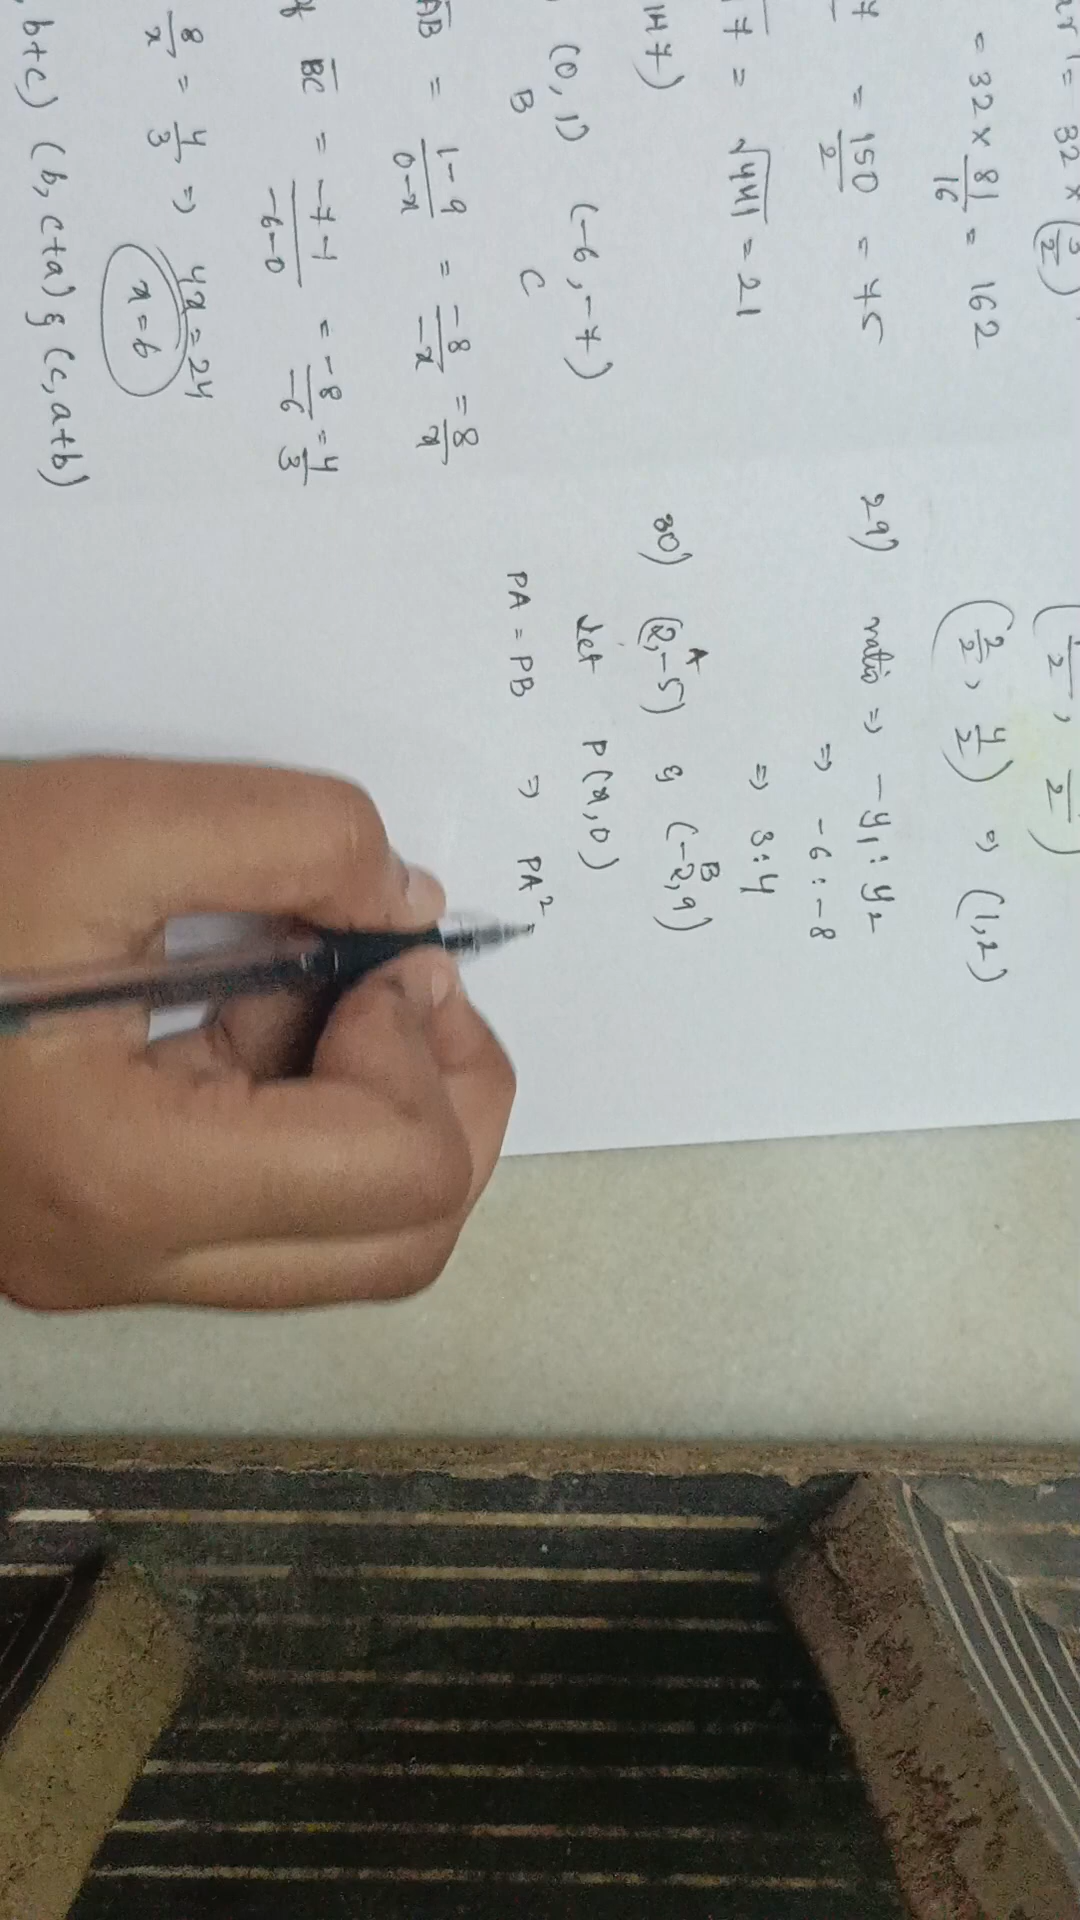 = 32 × 81/16 = 162
= 150/2 = 75
7 = √441 = 21
147)
(0, 1) (-6, -7)
B C
AB = 1-9/0-x = -8/-x = 8/x
BC = -7-1/-6-0 = -8/-6 = 4/3
8/x = 4/3 => 4x = 24
x = 6
b+c) (b, c+a) & (c, a+b)
(2/2, 4/2) => (1,2)
29) ratio => -y1 : y2
=> -6 : -8
=> 3:4
30) A(2,-5) & B(-2,9)
Let P(x,0)
PA = PB => PA²